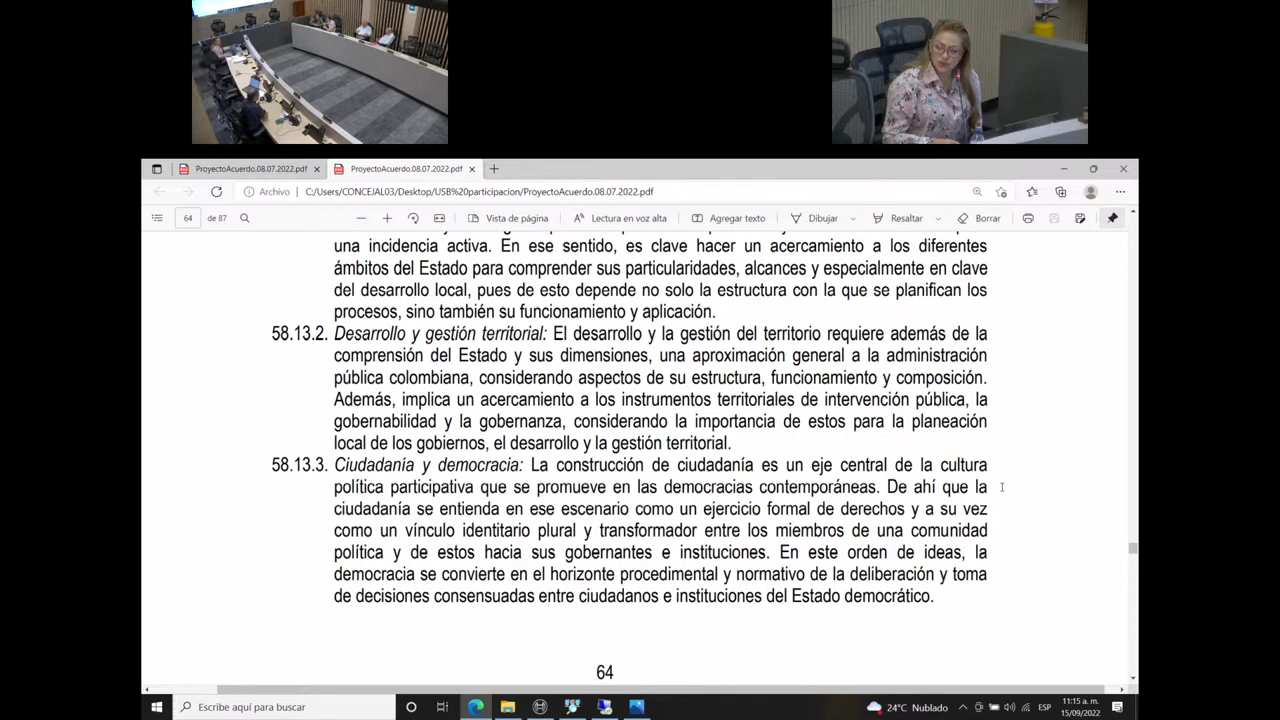 ProyectoAcuerdo.08.07.2022.pdf
ProyectoAcuerdo.08.07.2022.pdf
Archivo C:/Users/CONCEJAL03/Desktop/USB%20participacion/ProyectoAcuerdo.08.07.2022.pdf
64 de 87 Vista de página Lectura en voz alta Agregar texto Dibujar Resaltar Borrar
una incidencia activa. En ese sentido, es clave hacer un acercamiento a los diferentes
ámbitos del Estado para comprender sus particularidades, alcances y especialmente en clave
del desarrollo local, pues de esto depende no solo la estructura con la que se planifican los
procesos, sino también su funcionamiento y aplicación.
58.13.2. Desarrollo y gestión territorial: El desarrollo y la gestión del territorio requiere además de la
comprensión del Estado y sus dimensiones, una aproximación general a la administración
pública colombiana, considerando aspectos de su estructura, funcionamiento y composición.
Además, implica un acercamiento a los instrumentos territoriales de intervención pública, la
gobernabilidad y la gobernanza, considerando la importancia de estos para la planeación
local de los gobiernos, el desarrollo y la gestión territorial.
58.13.3. Ciudadanía y democracia: La construcción de ciudadanía es un eje central de la cultura
política participativa que se promueve en las democracias contemporáneas. De ahí que la
ciudadanía se entienda en ese escenario como un ejercicio formal de derechos y a su vez
como un vínculo identitario plural y transformador entre los miembros de una comunidad
política y de estos hacia sus gobernantes e instituciones. En este orden de ideas, la
democracia se convierte en el horizonte procedimental y normativo de la deliberación y toma
de decisiones consensuadas entre ciudadanos e instituciones del Estado democrático.
64
Escribe aquí para buscar
24°C Nublado
ESP
11:15 a. m.
15/09/2022